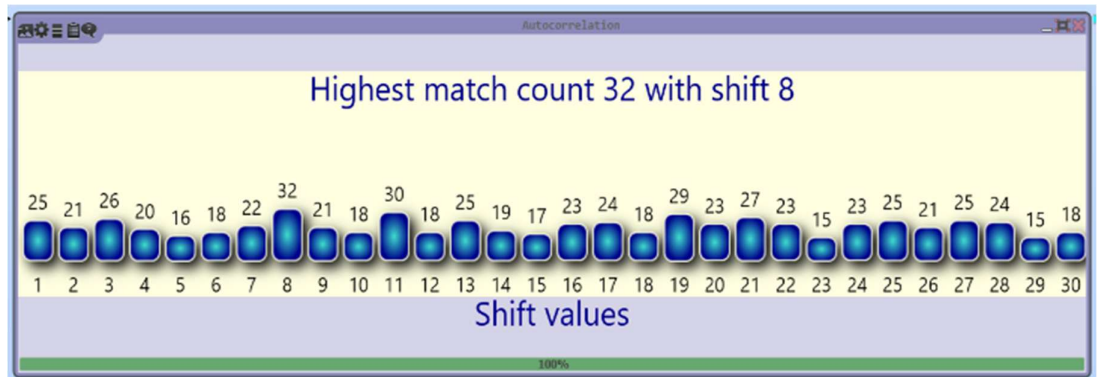 Autocorrelation
Highest match count 32 with shift 8
25 21 26 20 16 18 22 32 21 18 30 18 25 19 17 23 24 18 29 23 27 23 15 23 25 21 25 24 15 18
1 2 3 4 5 6 7 8 9 10 11 12 13 14 15 16 17 18 19 20 21 22 23 24 25 26 27 28 29 30
Shift values
100%